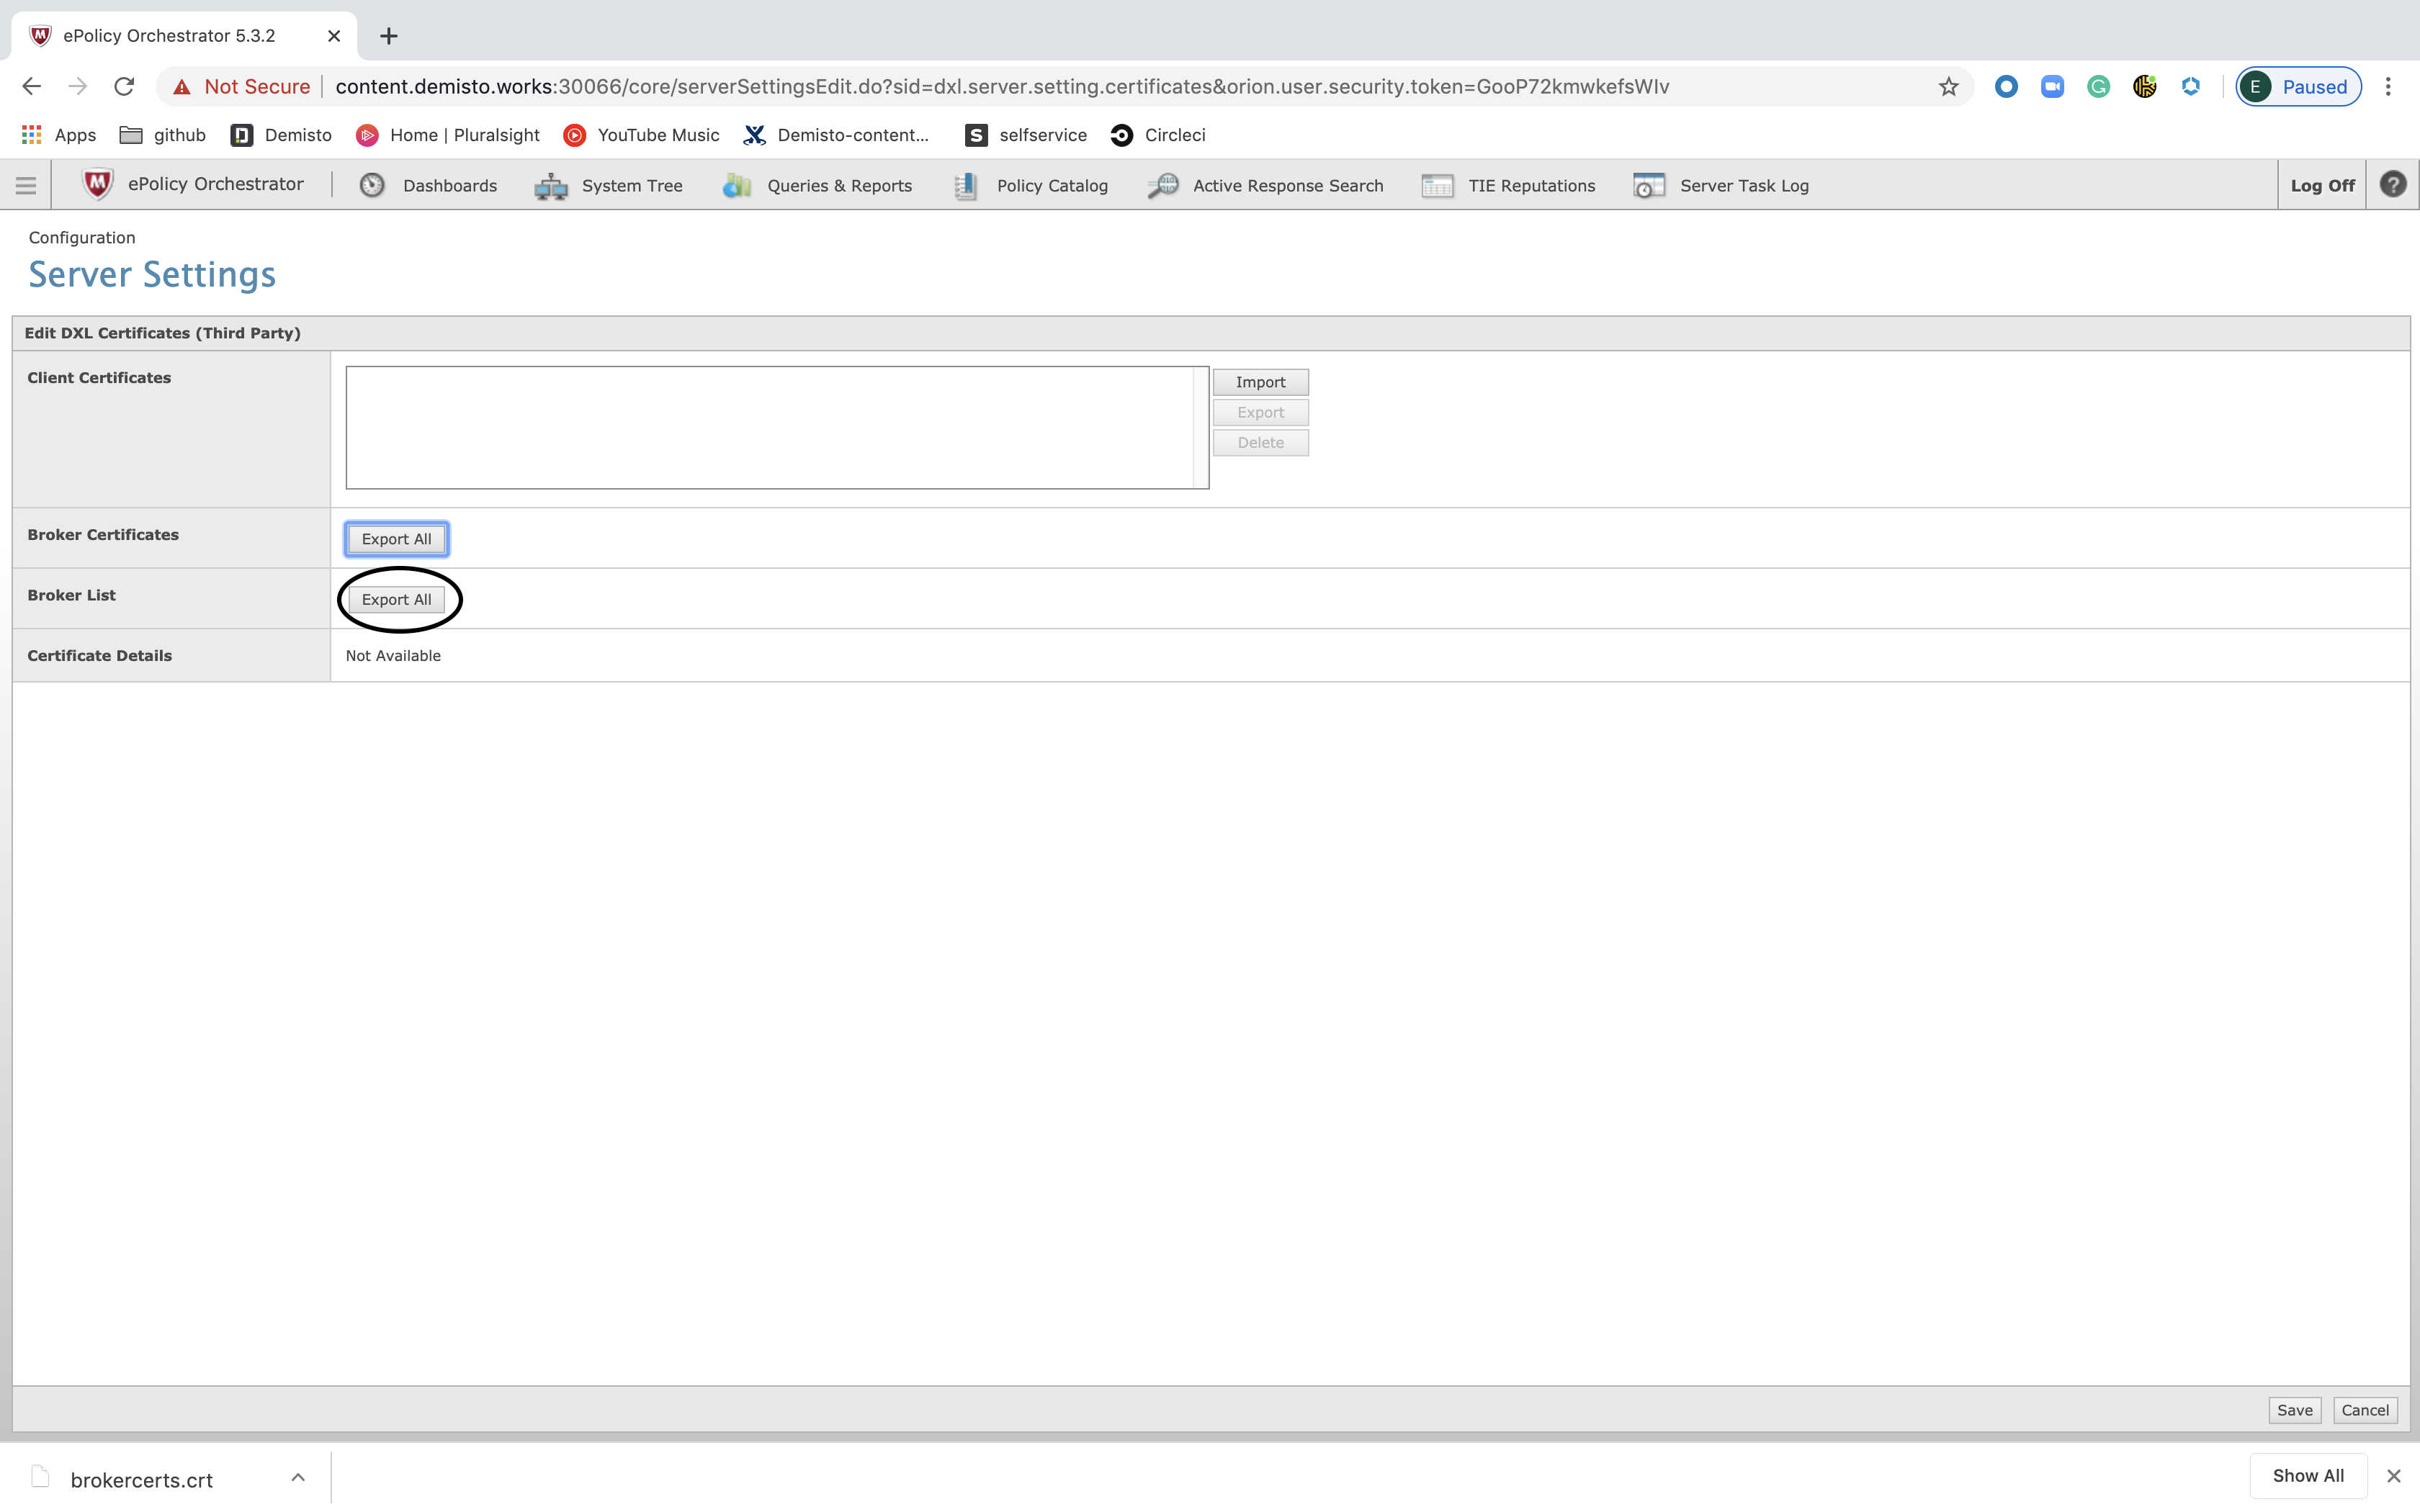 ePolicy Orchestrator 5.3.2
Not Secure content.demisto.works:30066/core/serverSettingsEdit.do?sid=dxl.server.setting.certificates&orion.user.security.token=GooP72kmwkefsWIv E Paused
Apps github Demisto Home | Pluralsight YouTube Music Demisto-content... S selfservice Circleci
ePolicy Orchestrator Dashboards System Tree Queries & Reports Policy Catalog Active Response Search TIE Reputations Server Task Log Log Off ?
Configuration
Server Settings
Edit DXL Certificates (Third Party)
Client Certificates
Import
Export
Delete
Broker Certificates Export All
Broker List Export All
Certificate Details Not Available
Save Cancel
brokercerts.crt Show All